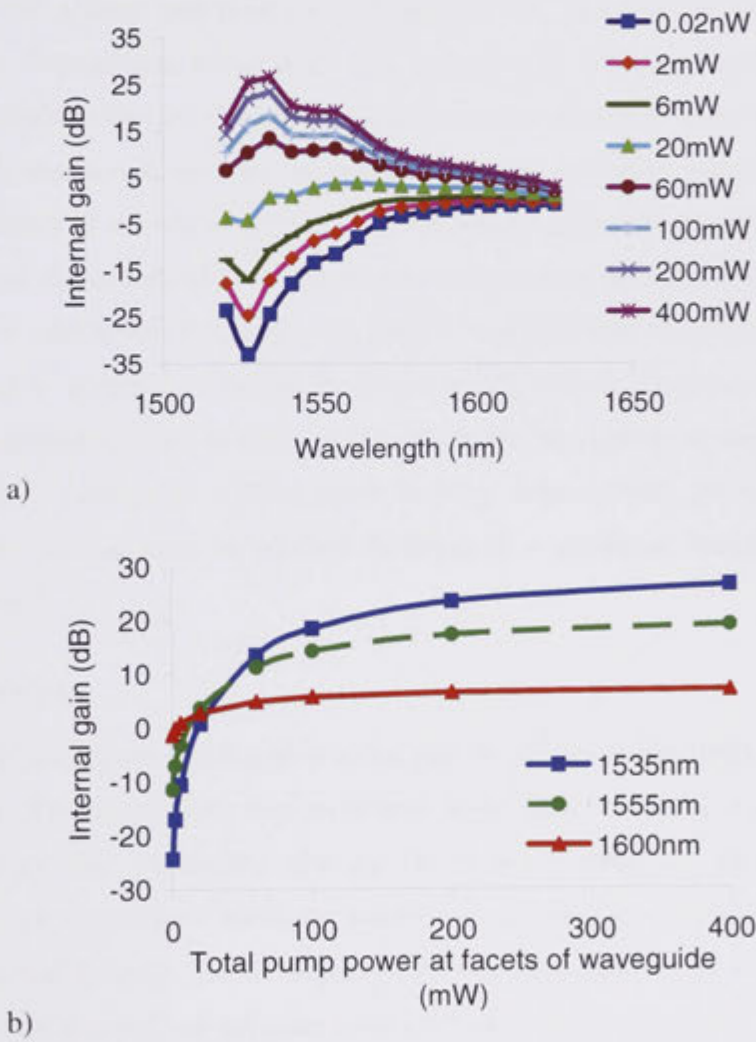 35
25
15
5
-5
-15
-25
-35
Internal gain (dB)
1500 1550 1600 1650
Wavelength (nm)
0.02nW
2mW
6mW
20mW
60mW
100mW
200mW
400mW
a)
30
20
10
0
-10
-20
-30
Internal gain (dB)
1535nm
1555nm
1600nm
0 100 200 300 400
Total pump power at facets of waveguide
(mW)
b)